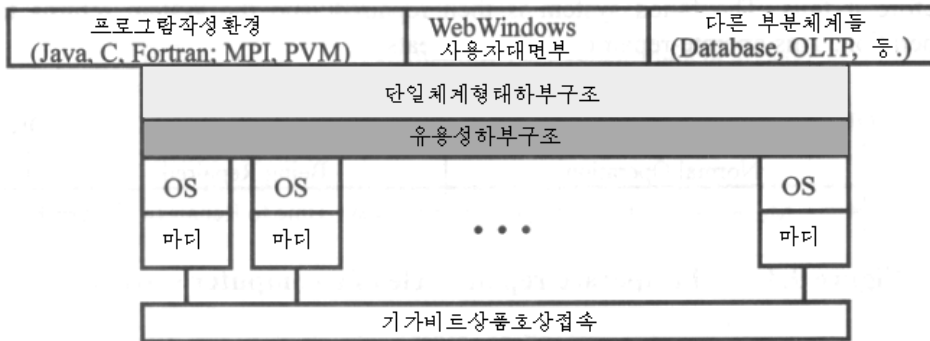 프로그람작성환경
(Java, C, Fortran; MPI, PVM)
WebWindows
사용자대면부
다른 부분체계들
(Database, OLTP, 등.)
단일체계형태하부구조
유용성하부구조
OS
OS
OS
마디
마디
• • •
마디
기가비트상품호상접속